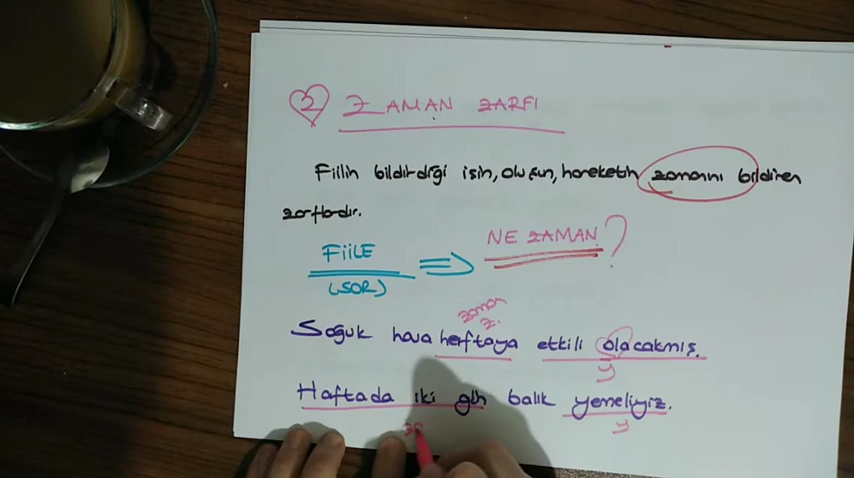 2 ZAMAN ZARFI
Fiilin bildirdiği işin, oluşun, hareketin zamanını bildiren
zarflardır.
FİİLE ⇒ NE ZAMAN?
(SOR)
zaman
z.
Soğuk hava haftaya etkili olacakmış.
y
Haftada iki gün balık yemeliyiz.
y